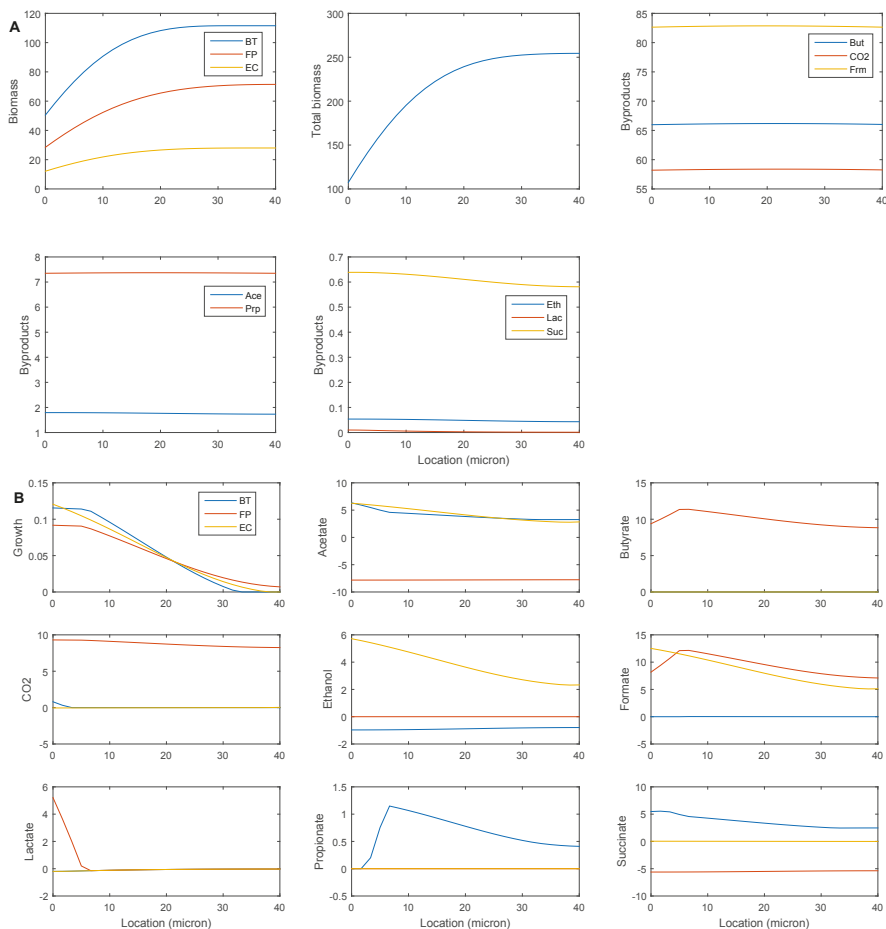 A
120
100
80
60
40
20
0
Biomass
BT
FP
EC
0 10 20 30 40
300
250
200
150
100
Total biomass
0 10 20 30 40
85
80
75
70
65
60
55
Byproducts
But
CO2
Frm
0 10 20 30 40
8
7
6
5
4
3
2
1
Byproducts
Ace
Prp
0 10 20 30 40
0.7
0.6
0.5
0.4
0.3
0.2
0.1
0
Byproducts
Eth
Lac
Suc
0 10 20 30 40
Location (micron)
B
0.15
0.1
0.05
0
Growth
BT
FP
EC
0 10 20 30 40
10
5
0
-5
-10
Acetate
0 10 20 30 40
15
10
5
0
Butyrate
0 10 20 30 40
10
5
0
-5
CO2
0 10 20 30 40
6
4
2
0
-2
Ethanol
0 10 20 30 40
15
10
5
0
-5
Formate
0 10 20 30 40
6
4
2
0
-2
Lactate
0 10 20 30 40
Location (micron)
1.5
1
0.5
0
-0.5
Propionate
0 10 20 30 40
Location (micron)
10
5
0
-5
-10
Succinate
0 10 20 30 40
Location (micron)